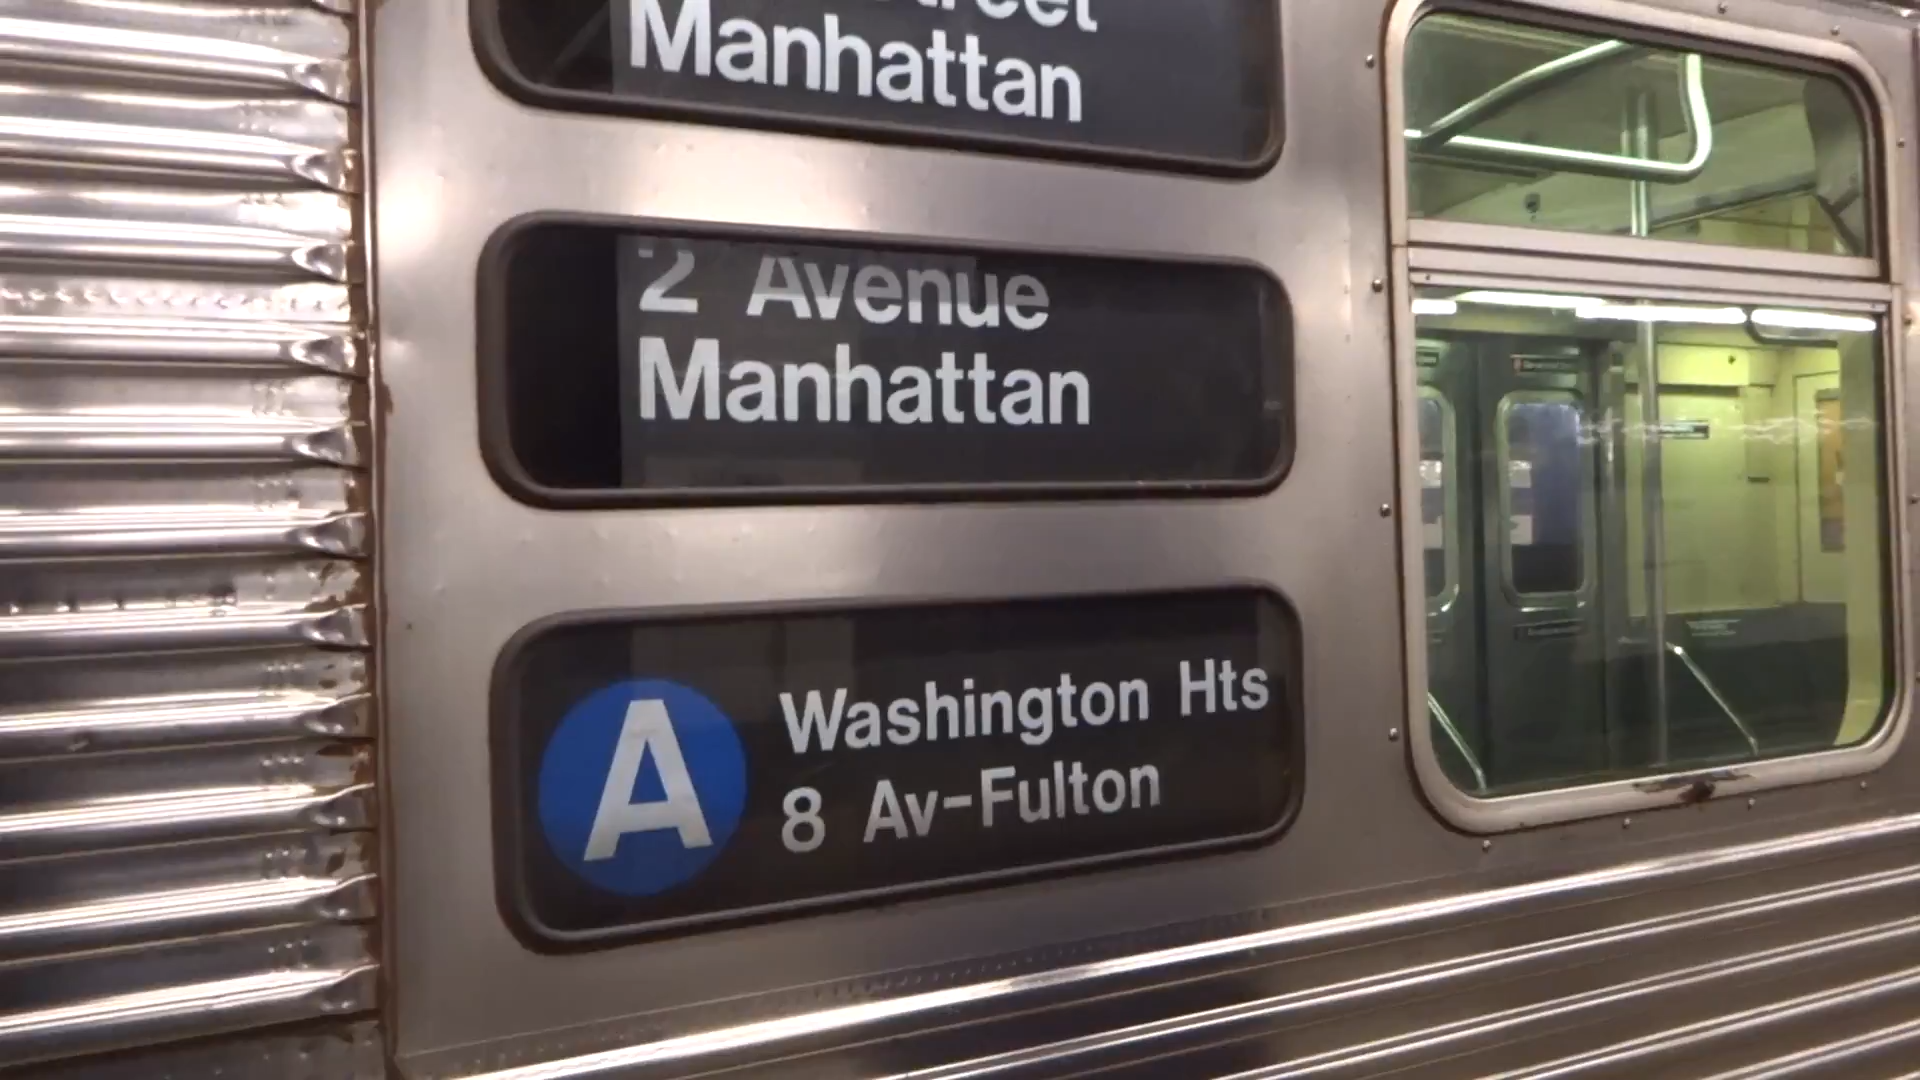 Manhattan
2 Avenue
Manhattan
A
Washington Hts
8 Av-Fulton